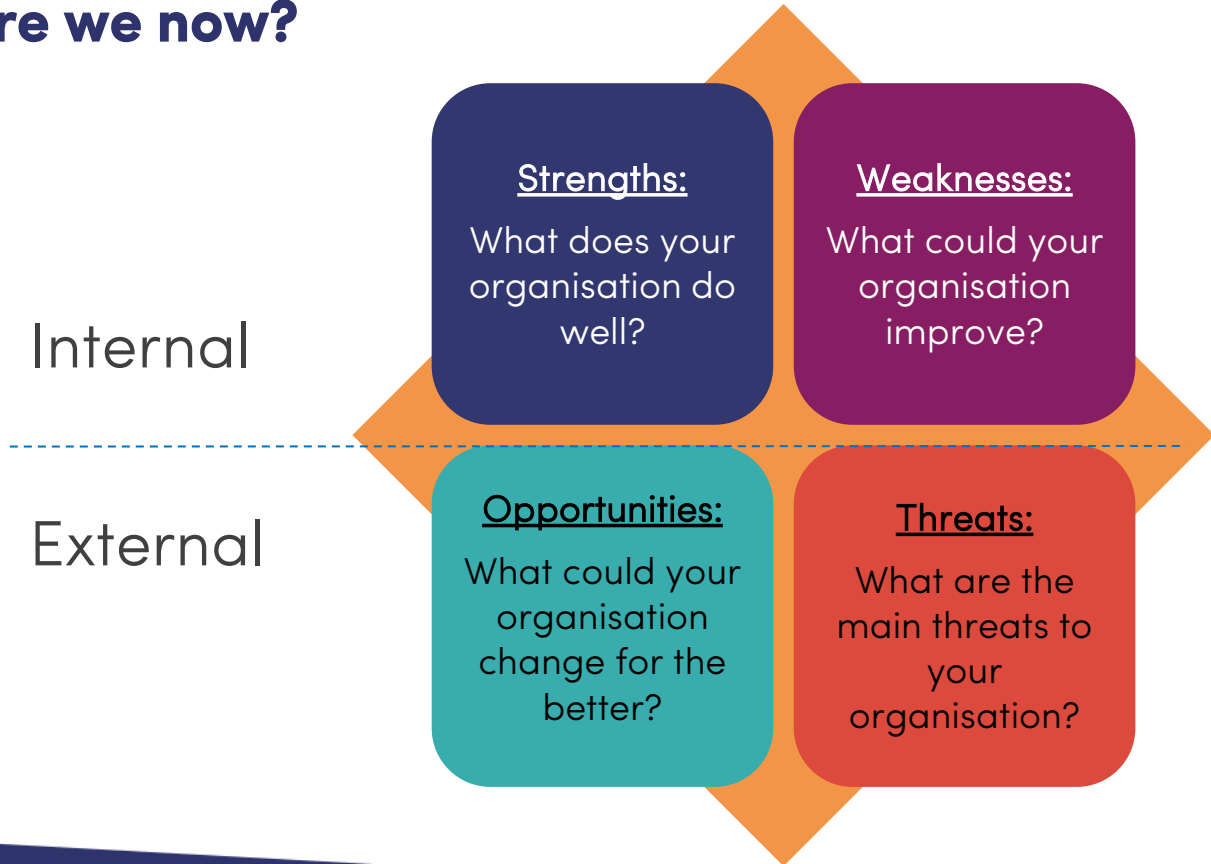 re we now?
Strengths:
What does your
organisation do
well?
Weaknesses:
What could your
organisation
improve?
Internal
External
Opportunities:
What could your
organisation
change for the
better?
Threats:
What are the
main threats to
your
organisation?